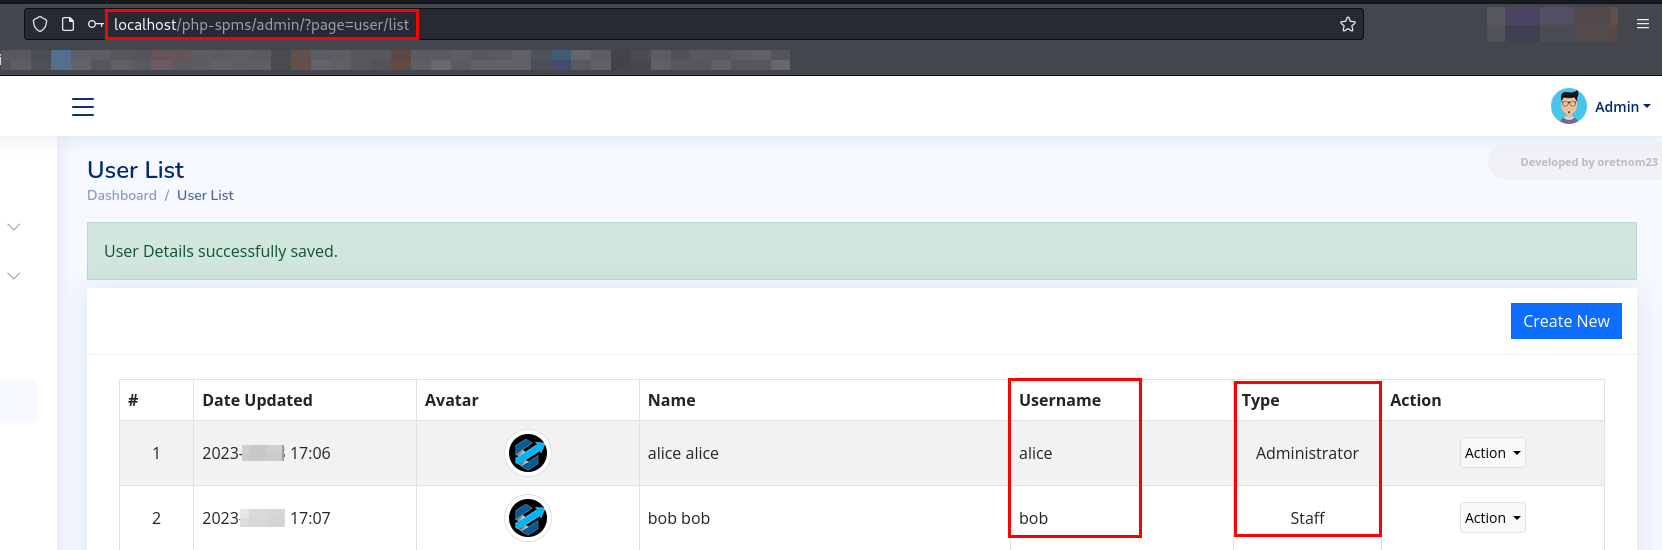 localhost/php-spms/admin/?page=user/list
Admin
User List
Developed by oretnom23
Dashboard / User List
User Details successfully saved.
Create New
# Date Updated Avatar Name Username Type Action
1 2023- 17:06 alice alice alice Administrator Action
2 2023- 17:07 bob bob bob Staff Action